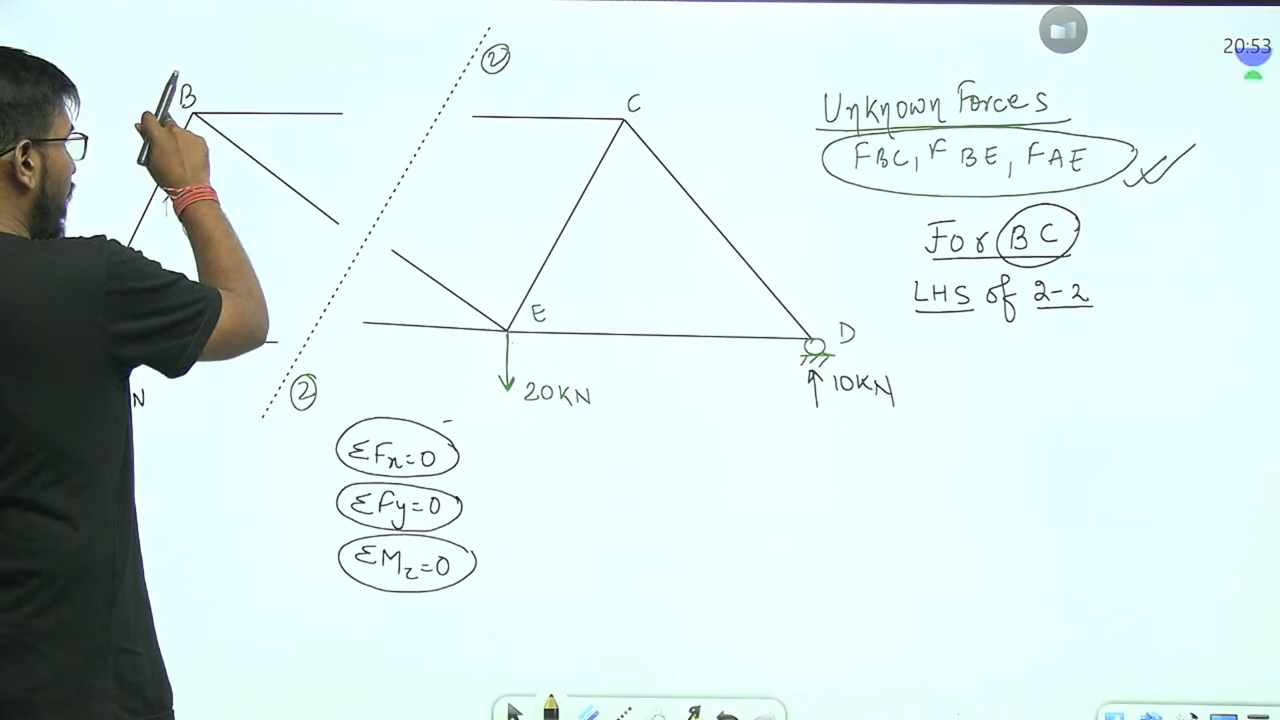 20:53
2
B
C
Unknown Forces
FBC, F BE, FAE
For BC
LHS of 2-2
E
D
2
20KN
10KN
N
ΣFx=0
ΣFy=0
ΣMz=0